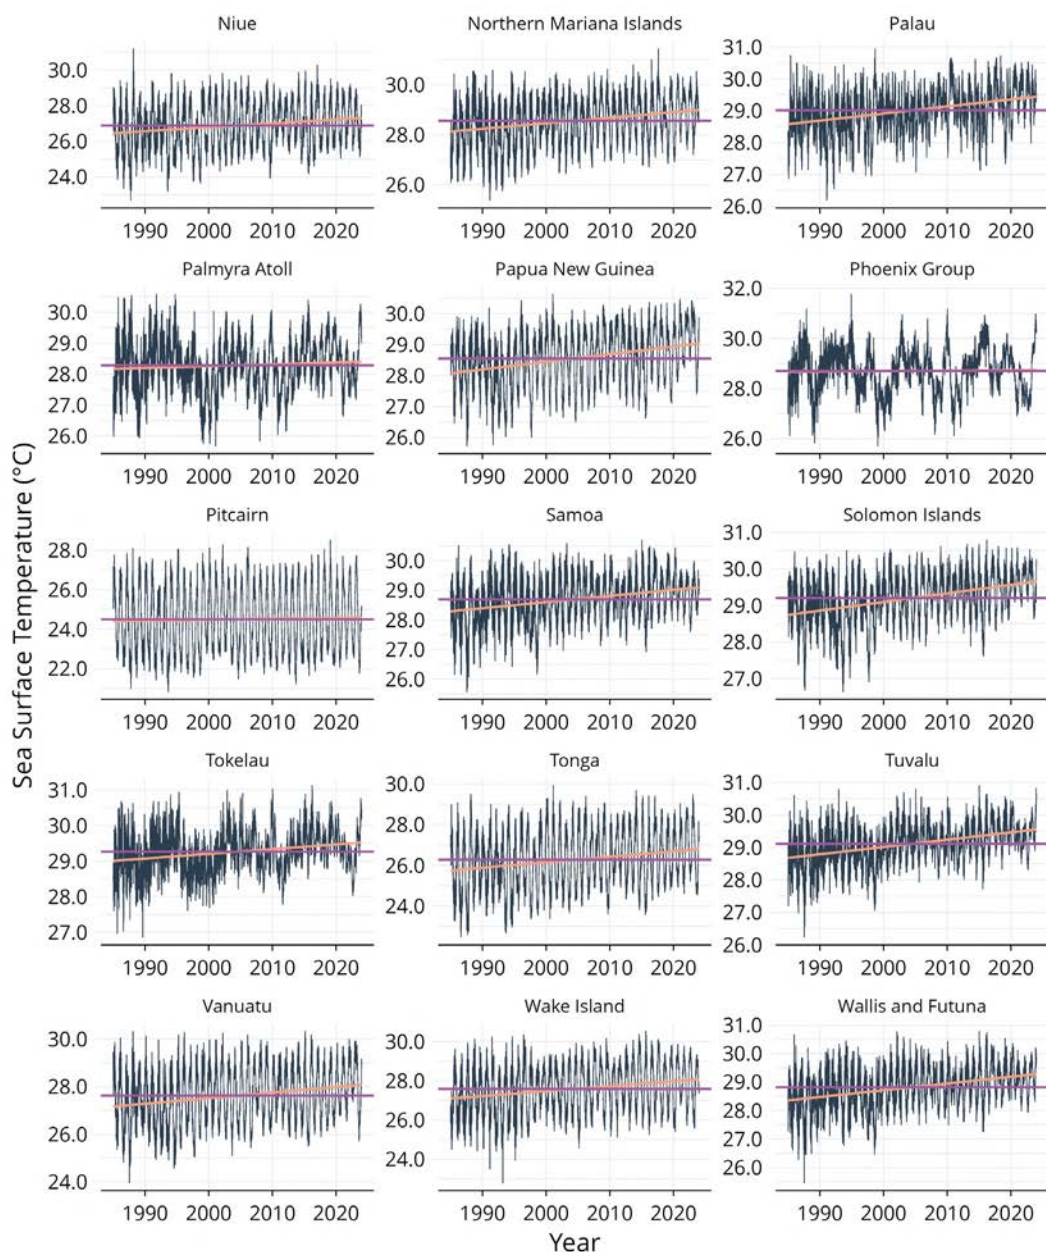 Niue
Northern Mariana Islands
Palau
30.0
28.0
26.0
24.0
30.0
28.0
26.0
31.0
30.0
29.0
28.0
27.0
26.0
1990 2000 2010 2020
1990 2000 2010 2020
1990 2000 2010 2020
Palmyra Atoll
Papua New Guinea
Phoenix Group
30.0
29.0
28.0
27.0
26.0
30.0
29.0
28.0
27.0
26.0
32.0
30.0
28.0
26.0
1990 2000 2010 2020
1990 2000 2010 2020
1990 2000 2010 2020
Sea Surface Temperature (°C)
Pitcairn
Samoa
Solomon Islands
28.0
26.0
24.0
22.0
30.0
29.0
28.0
27.0
26.0
31.0
30.0
29.0
28.0
27.0
1990 2000 2010 2020
1990 2000 2010 2020
1990 2000 2010 2020
Tokelau
Tonga
Tuvalu
31.0
30.0
29.0
28.0
27.0
30.0
28.0
26.0
24.0
31.0
30.0
29.0
28.0
27.0
26.0
1990 2000 2010 2020
1990 2000 2010 2020
1990 2000 2010 2020
Vanuatu
Wake Island
Wallis and Futuna
30.0
28.0
26.0
24.0
30.0
28.0
26.0
24.0
31.0
30.0
29.0
28.0
27.0
26.0
1990 2000 2010 2020
1990 2000 2010 2020
1990 2000 2010 2020
Year